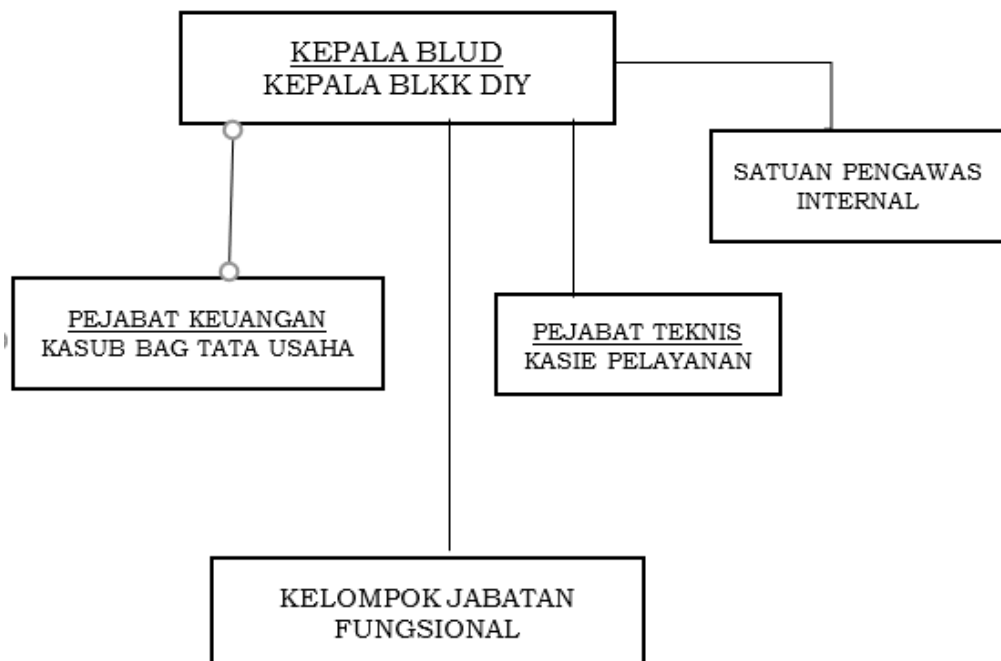 KEPALA BLUD
KEPALA BLKK DIY
SATUAN PENGAWAS
INTERNAL
PEJABAT KEUANGAN
KASUB BAG TATA USAHA
PEJABAT TEKNIS
KASIE PELAYANAN
KELOMPOK JABATAN
FUNGSIONAL